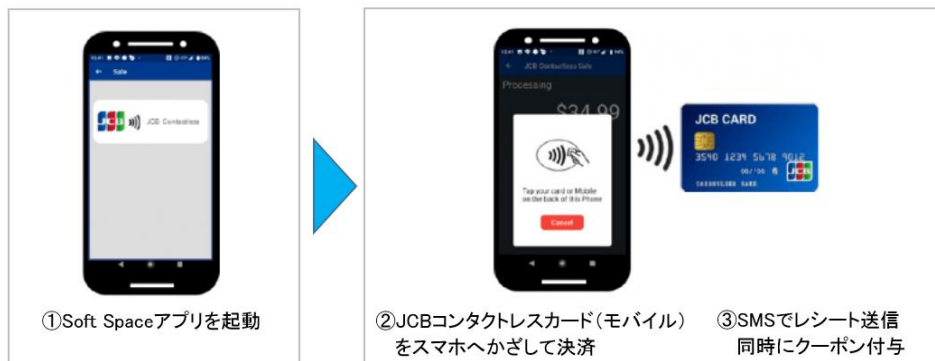 Sale
JCB
JCB Contactless
①Soft Spaceアプリを起動
JCB Contactless Sale
Processing
$34.99
Tap your card or Mobile
on the back of this Phone
Cancel
JCB CARD
3540 1234 5678 9012
JCB
CARDHOLDER NAME
②JCBコンタクトレスカード(モバイル)
をスマホへかざして決済
③SMSでレシート送信
同時にクーポン付与